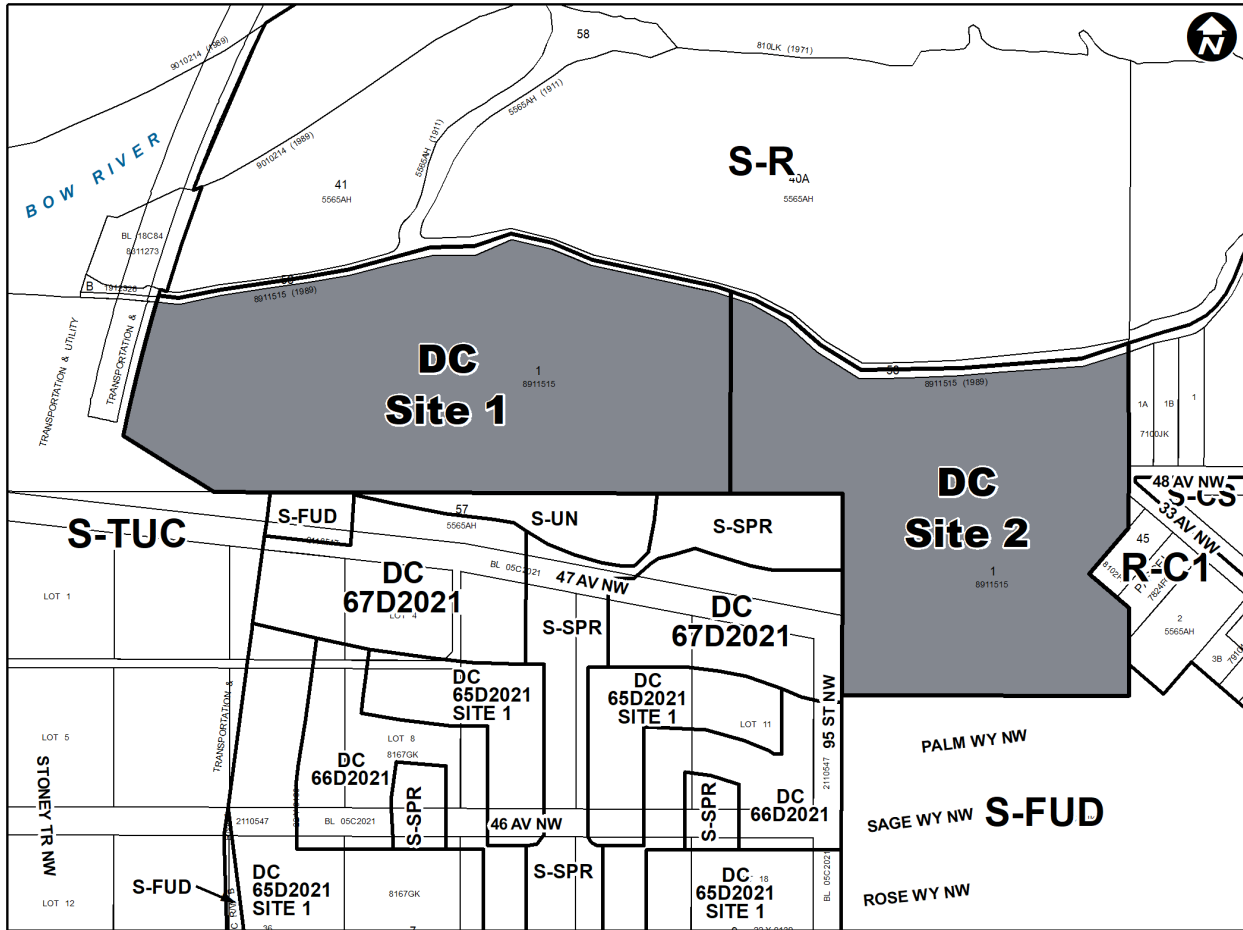 N
58
9010214 (1989)
810LK (1971)
5565AH (1911)
5565AH (1911)
9010214 (1989)
BOW RIVER
S-R
41
5565AH
40A
5565AH
BL 18C84
8311273
B
58
8911515 (1989)
TRANSPORTATION & UTILITY
TRANSPORTATION &
DC
Site 1
1
8911515
58
8911515 (1989)
1A
1B
1
7100JK
DC
Site 2
1
8911515
48 AV NW
S-CS
33 AV NW
45
R-C1
2
5565AH
3B
S-TUC
S-FUD
57
5565AH
S-UN
S-SPR
BL 05C2021
47 AV NW
DC
67D2021
LOT 4
LOT 1
S-SPR
DC
67D2021
DC
65D2021
SITE 1
DC
65D2021
SITE 1
LOT 11
95 ST NW
2110547
TRANSPORTATION &
LOT 5
LOT 8
8167GK
DC
66D2021
S-SPR
S-SPR
DC
66D2021
STONEY TR NW
2110547
BL 05C2021
46 AV NW
PALM WY NW
SAGE WY NW
S-FUD
ROSE WY NW
BL 05C2021
S-FUD
DC
65D2021
SITE 1
8167GK
S-SPR
DC
65D2021
SITE 1
18
LOT 12
36